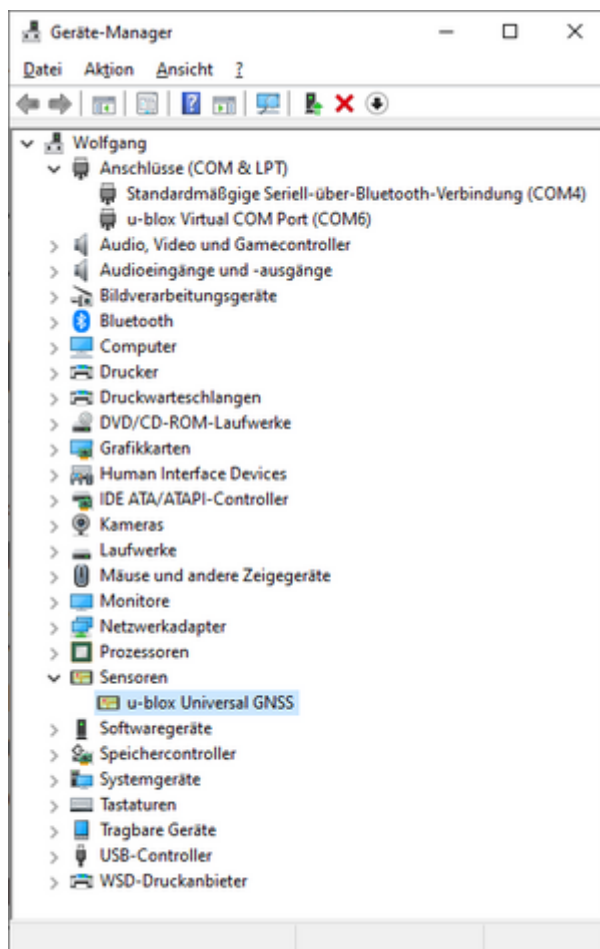 Geräte-Manager
Datei Aktion Ansicht ?
Wolfgang
Anschlüsse (COM & LPT)
Standardmäßgige Seriell-über-Bluetooth-Verbindung (COM4)
u-blox Virtual COM Port (COM6)
Audio, Video und Gamecontroller
Audioeingänge und -ausgänge
Bildverarbeitungsgeräte
Bluetooth
Computer
Drucker
Druckwarteschlangen
DVD/CD-ROM-Laufwerke
Grafikkarten
Human Interface Devices
IDE ATA/ATAPI-Controller
Kameras
Laufwerke
Mäuse und andere Zeigegeräte
Monitore
Netzwerkadapter
Prozessoren
Sensoren
u-blox Universal GNSS
Softwaregeräte
Speichercontroller
Systemgeräte
Tastaturen
Tragbare Geräte
USB-Controller
WSD-Druckanbieter